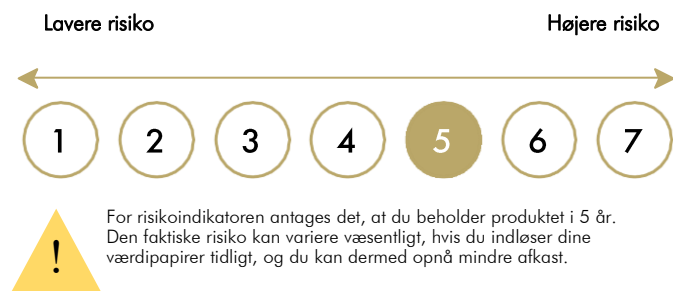 Lavere risiko Højere risiko
1 2 3 4 5 6 7
For risikoindikatoren antages det, at du beholder produktet i 5 år.
! Den faktiske risiko kan variere væsentligt, hvis du indløser dine
værdipapirer tidligt, og du kan dermed opnå mindre afkast.